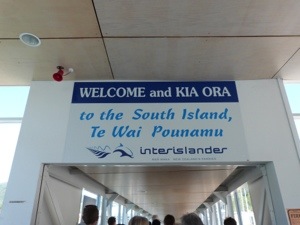 WELCOME and KIA ORA
to the South Island,
Te Wai Pounamu
interislander